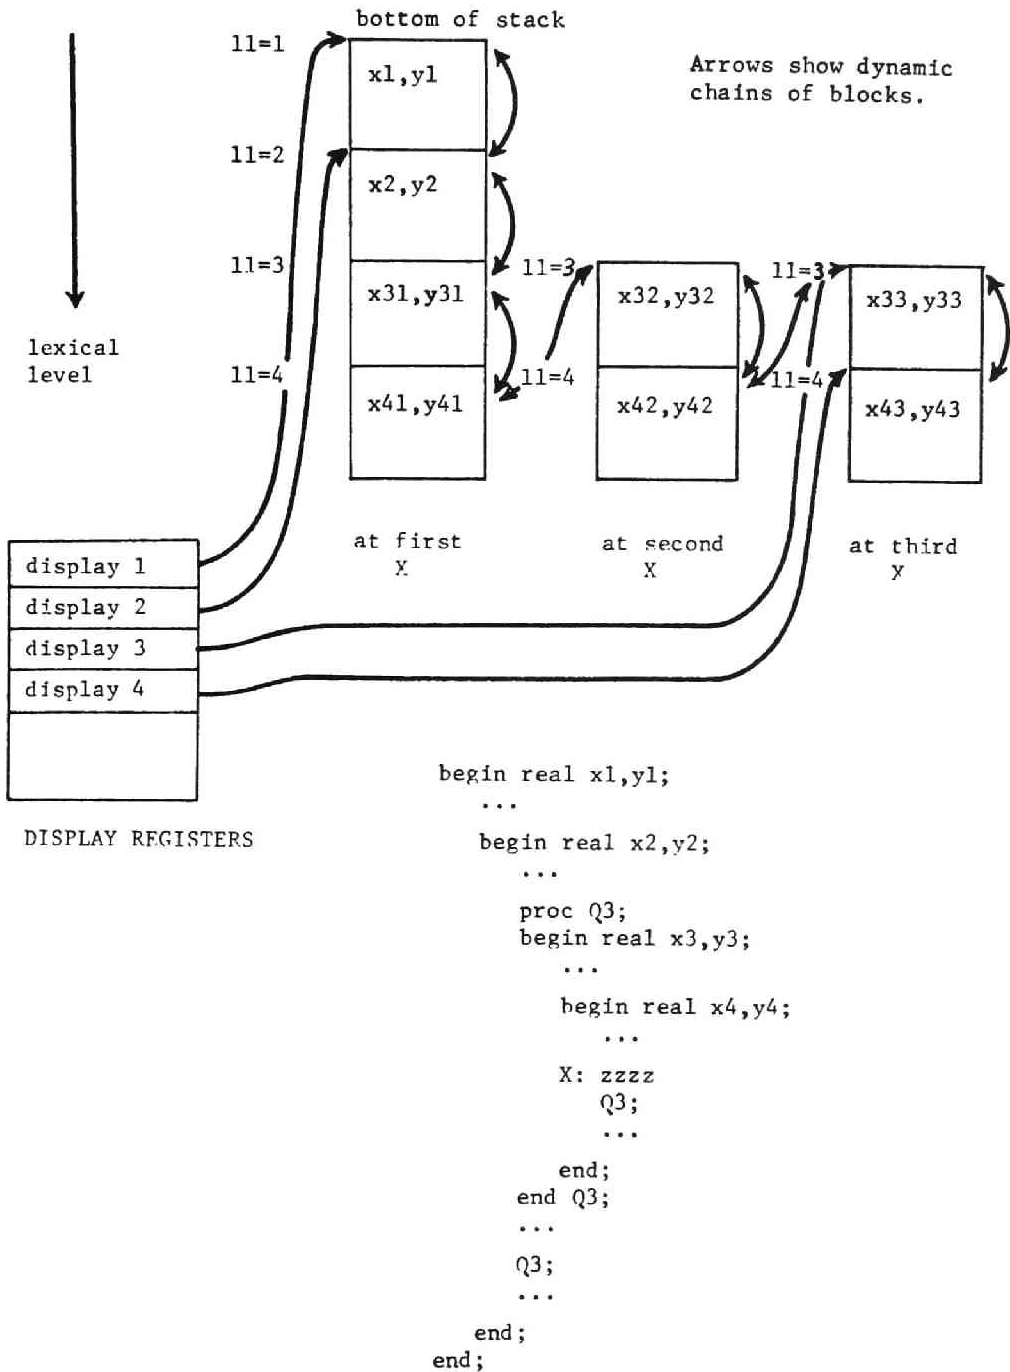 bottom of stack
ll=1
x1,y1
Arrows show dynamic
chains of blocks.
ll=2
x2,y2
ll=3
x31,y31
ll=3
x32,y32
ll=3
x33,y33
lexical
level
ll=4
x41,y41
ll=4
x42,y42
ll=4
x43,y43
at first
X
at second
X
at third
X
display 1
display 2
display 3
display 4
DISPLAY REGISTERS
begin real x1,y1;
...
begin real x2,y2;
...
proc Q3;
begin real x3,y3;
...
begin real x4,y4;
...
X: zzzz
Q3;
...
end;
end Q3;
...
Q3;
...
end;
end;